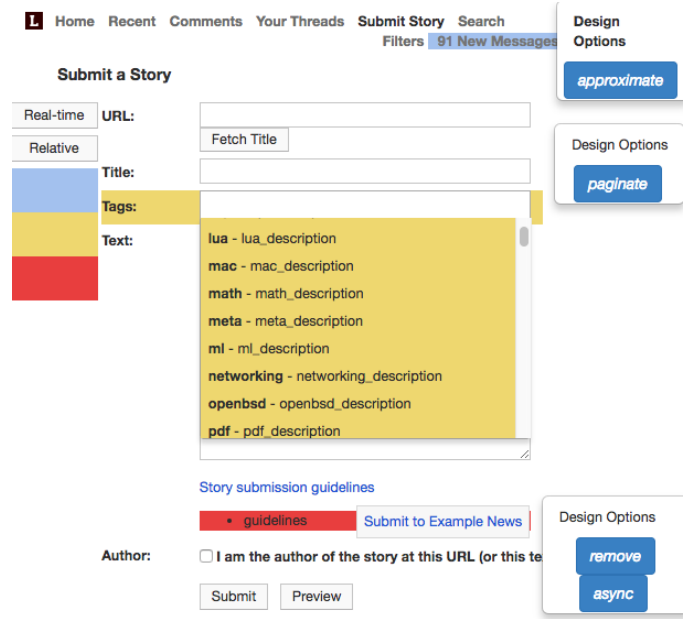 L Home Recent Comments Your Threads Submit Story Search
Filters 91 New Messages
Design
Options
approximate
Submit a Story
Real-time URL:
Fetch Title
Relative
Design Options
paginate
Title:
Tags:
Text:
lua - lua_description
mac - mac_description
math - math_description
meta - meta_description
ml - ml_description
networking - networking_description
openbsd - openbsd_description
pdf - pdf_description
Story submission guidelines
• guidelines
Submit to Example News
Design Options
remove
async
Author: I am the author of the story at this URL (or this te
Submit Preview